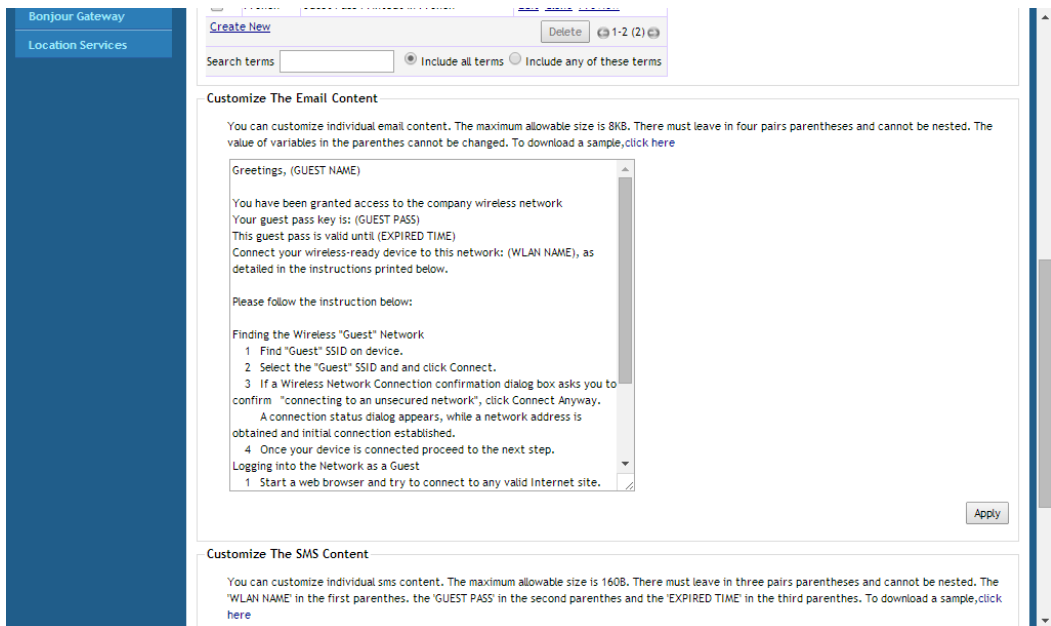 Bonjour Gateway
Location Services
Create New
Delete
1-2 (2)
Search terms
Include all terms
Include any of these terms
Customize The Email Content
You can customize individual email content. The maximum allowable size is 8KB. There must leave in four pairs parentheses and cannot be nested. The
value of variables in the parenthes cannot be changed. To download a sample,click here
Greetings, (GUEST NAME)
You have been granted access to the company wireless network
Your guest pass key is: (GUEST PASS)
This guest pass is valid until (EXPIRED TIME)
Connect your wireless-ready device to this network: (WLAN NAME), as
detailed in the instructions printed below.
Please follow the instruction below:
Finding the Wireless "Guest" Network
1 Find "Guest" SSID on device.
2 Select the "Guest" SSID and and click Connect.
3 If a Wireless Network Connection confirmation dialog box asks you to
confirm "connecting to an unsecured network", click Connect Anyway.
A connection status dialog appears, while a network address is
obtained and initial connection established.
4 Once your device is connected proceed to the next step.
Logging into the Network as a Guest
1 Start a web browser and try to connect to any valid Internet site.
Apply
Customize The SMS Content
You can customize individual sms content. The maximum allowable size is 160B. There must leave in three pairs parentheses and cannot be nested. The
'WLAN NAME' in the first parenthes. the 'GUEST PASS' in the second parenthes and the 'EXPIRED TIME' in the third parenthes. To download a sample,click
here